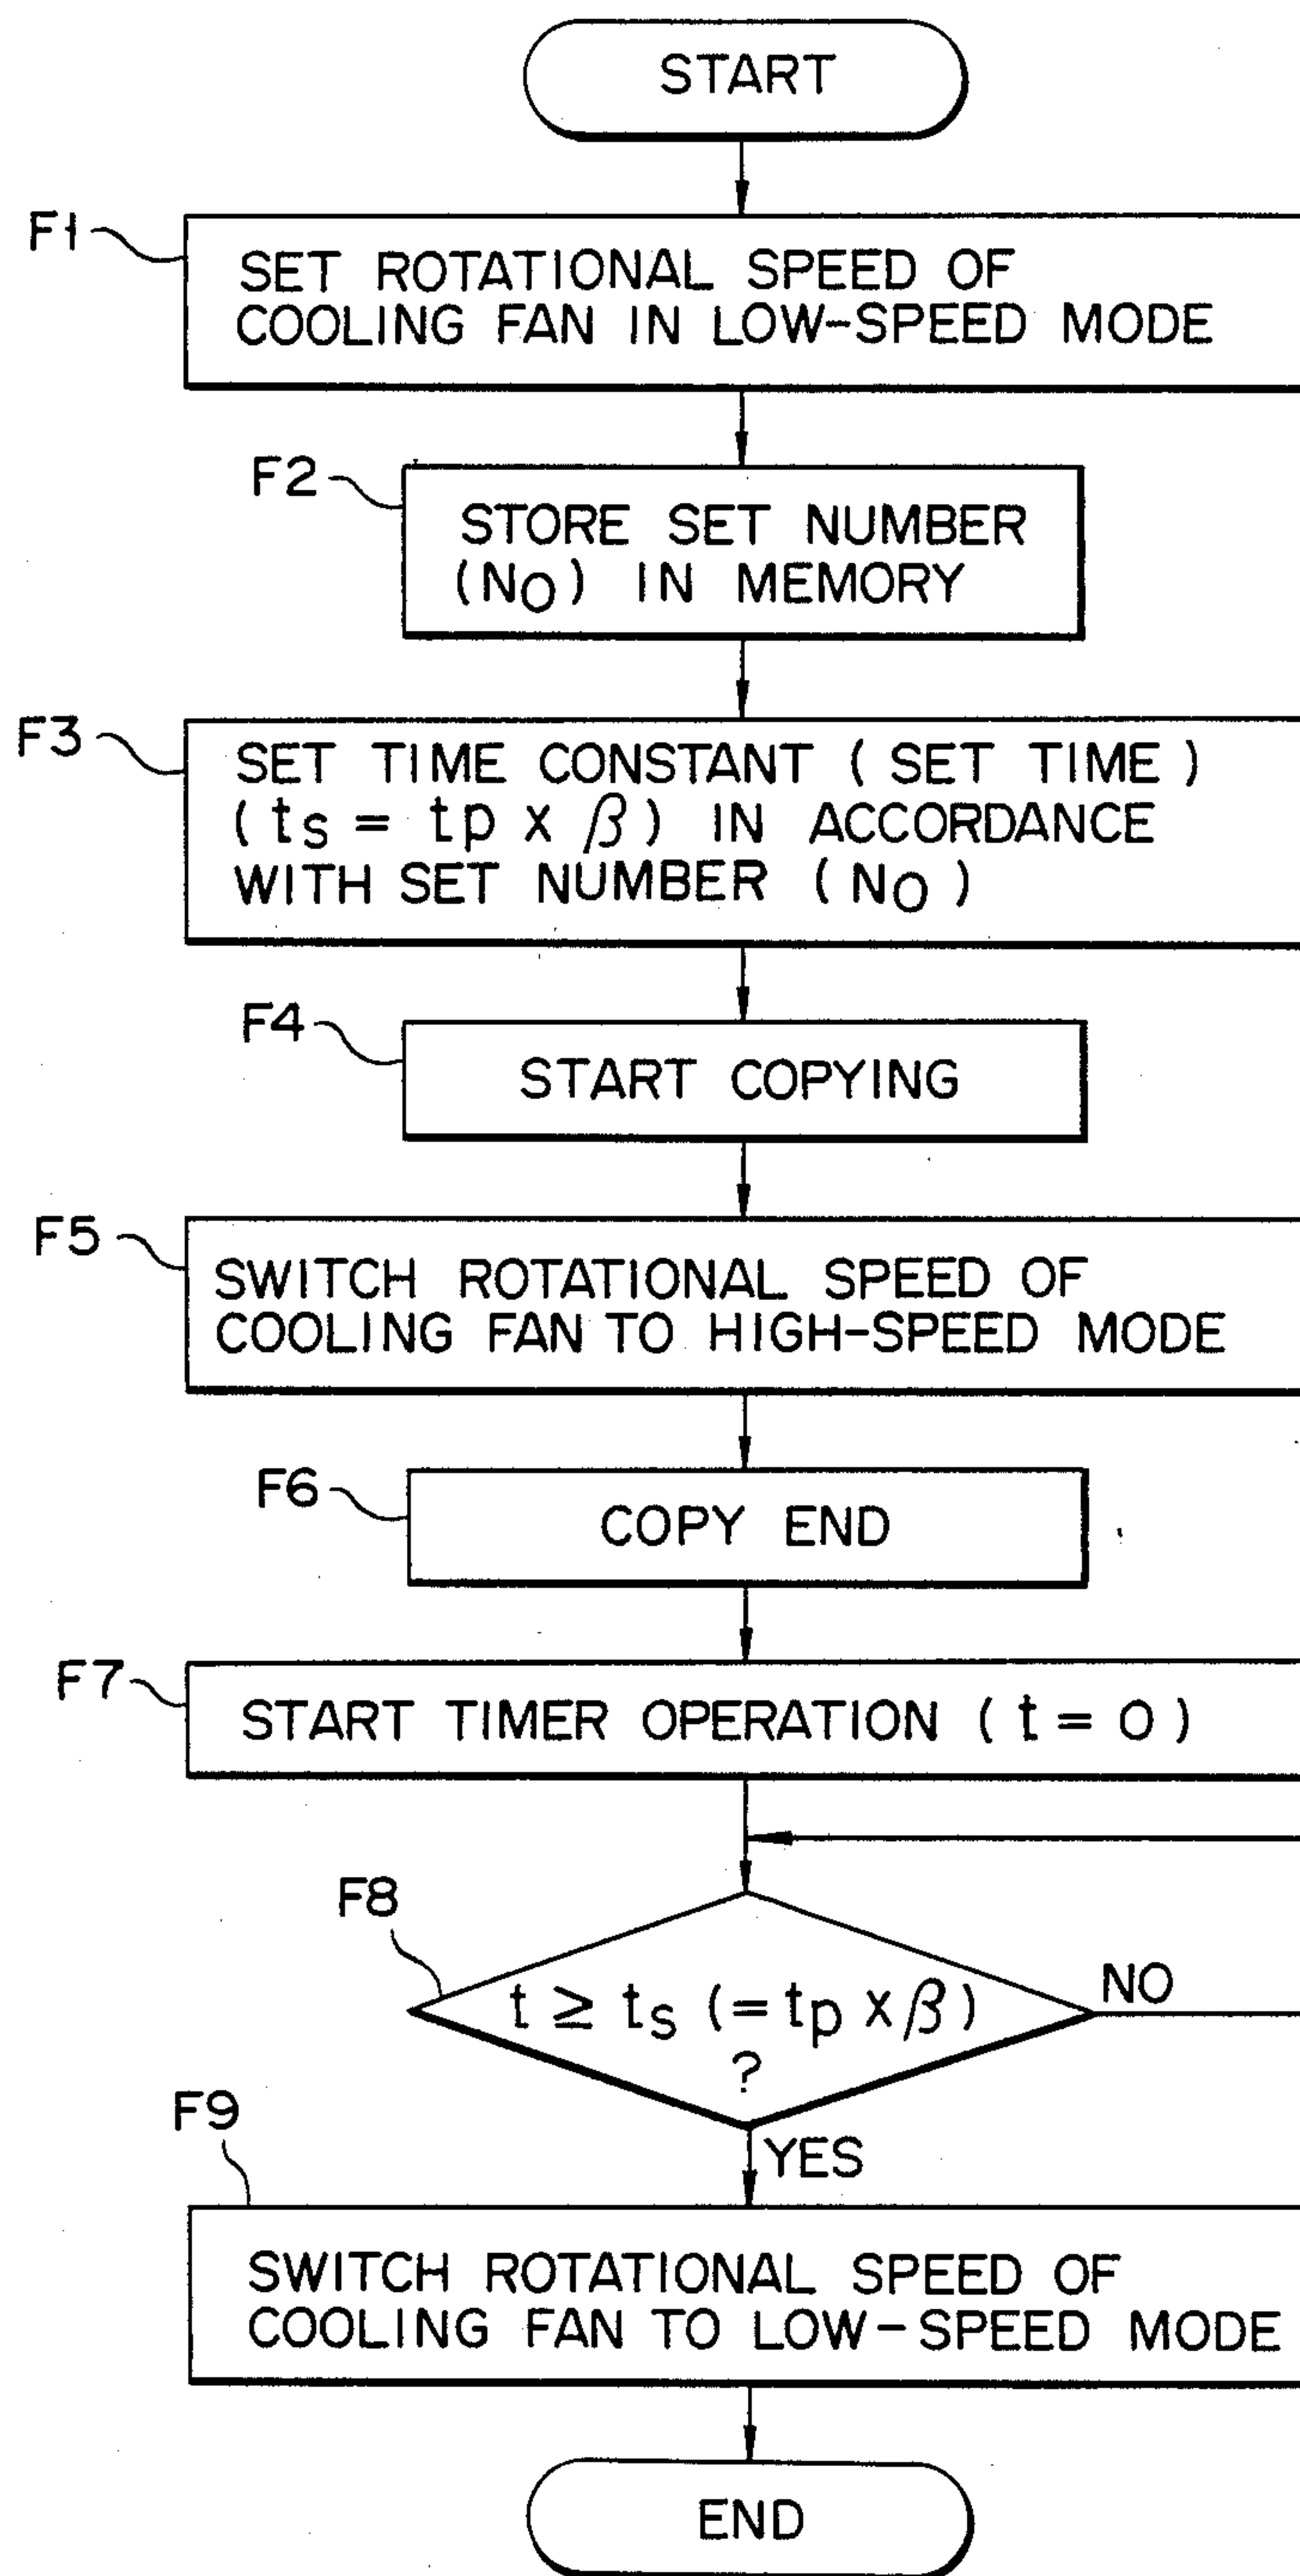 START
F1
SET ROTATIONAL SPEED OF
COOLING FAN IN LOW-SPEED MODE
F2
STORE SET NUMBER
(NO) IN MEMORY
F3
SET TIME CONSTANT (SET TIME)
(ts = tp x β) IN ACCORDANCE
WITH SET NUMBER (NO)
F4
START COPYING
F5
SWITCH ROTATIONAL SPEED OF
COOLING FAN TO HIGH-SPEED MODE
F6
COPY END
F7
START TIMER OPERATION (t = 0)
F8
t ≥ ts (= tp x β)
?
NO
YES
F9
SWITCH ROTATIONAL SPEED OF
COOLING FAN TO LOW-SPEED MODE
END